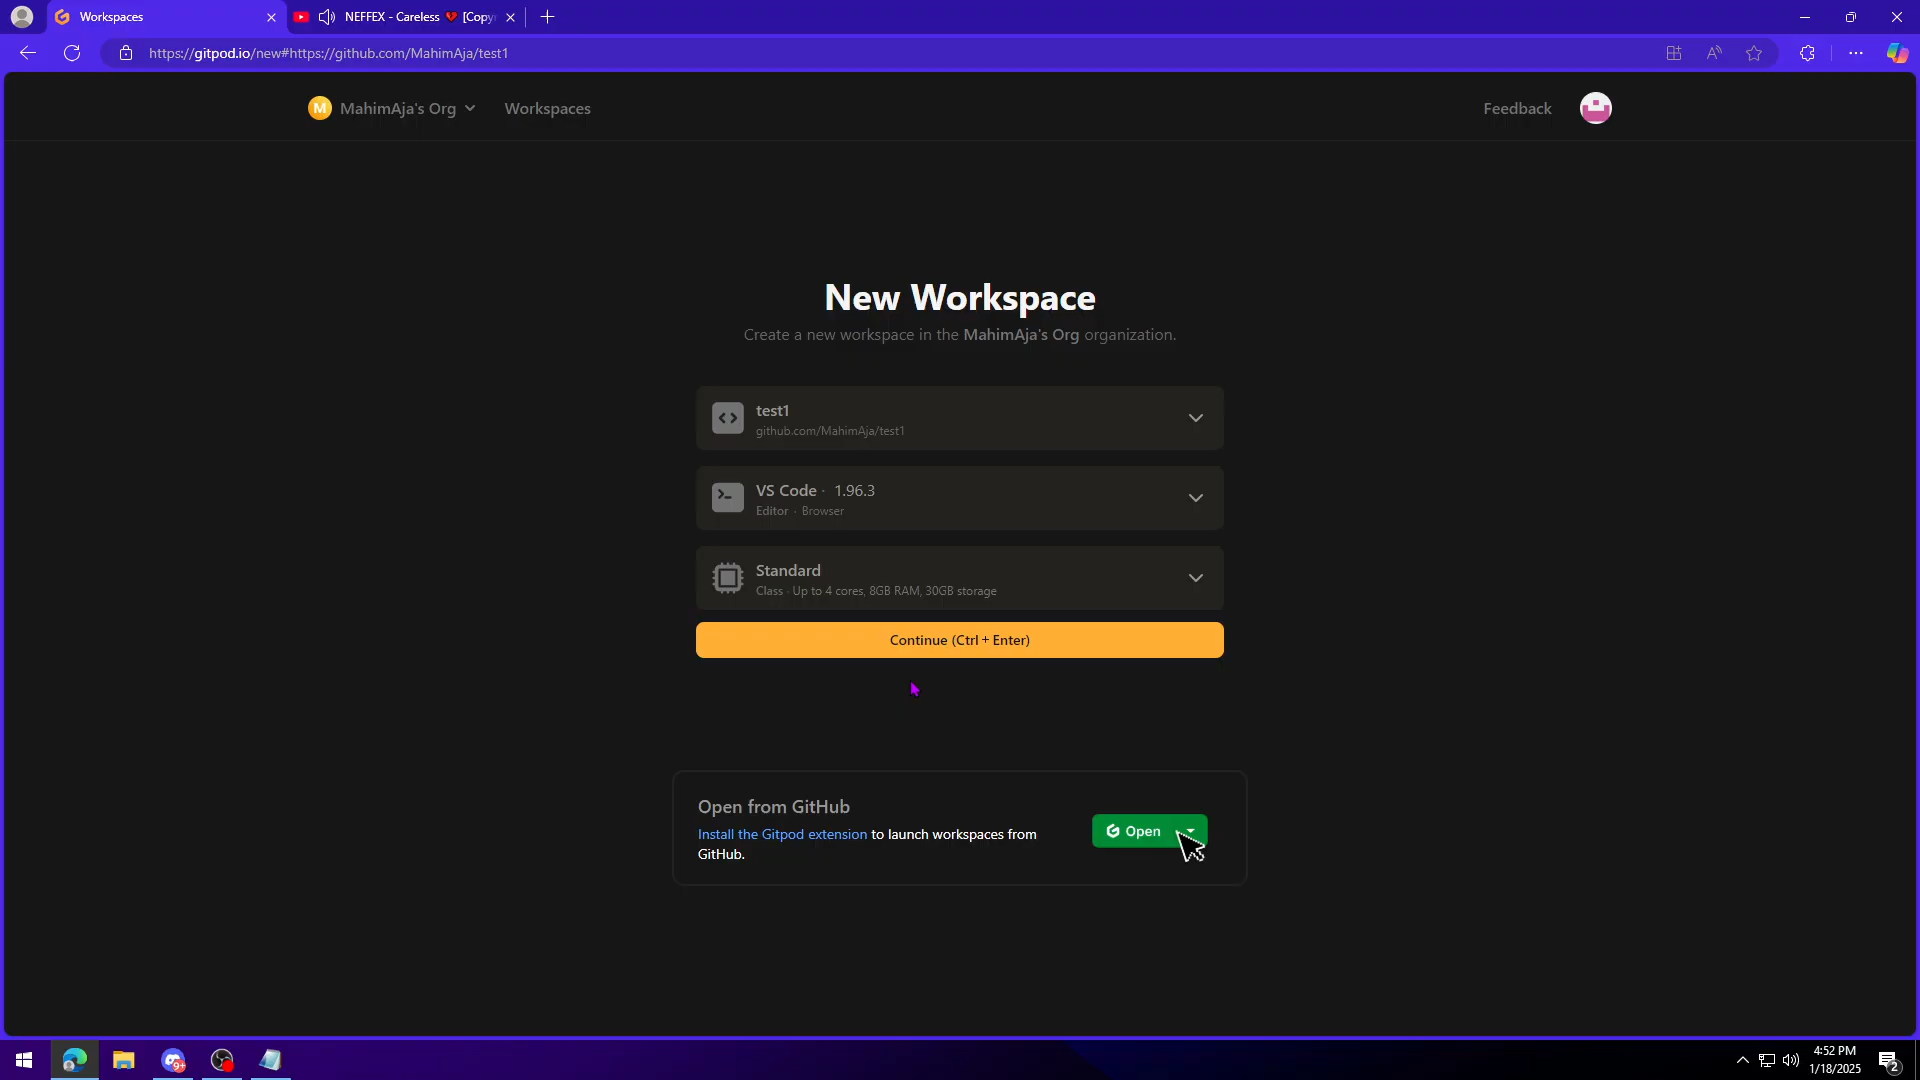 Workspaces
NEFFEX - Careless 💔 [Copyr
https://gitpod.io/new#https://github.com/MahimAja/test1
M
MahimAja's Org
Workspaces
Feedback
New Workspace
Create a new workspace in the MahimAja's Org organization.
test1
github.com/MahimAja/test1
VS Code · 1.96.3
Editor · Browser
Standard
Class · Up to 4 cores, 8GB RAM, 30GB storage
Continue (Ctrl + Enter)
Open from GitHub
Install the Gitpod extension to launch workspaces from
GitHub.
Open
9+
4:52 PM
1/18/2025
2